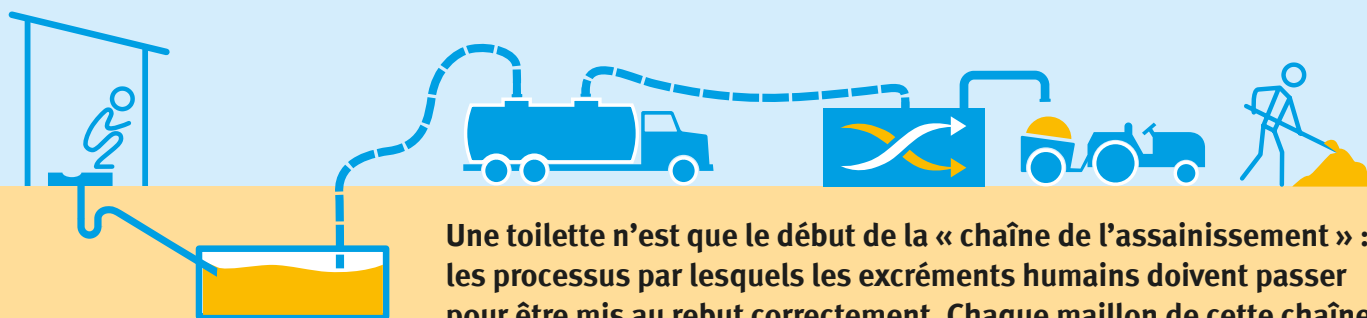 Une toilette n’est que le début de la « chaîne de l’assainissement » :
les processus par lesquels les excréments humains doivent passer
pour être mis au rebut correctement. Chaque maillon de cette chaîne